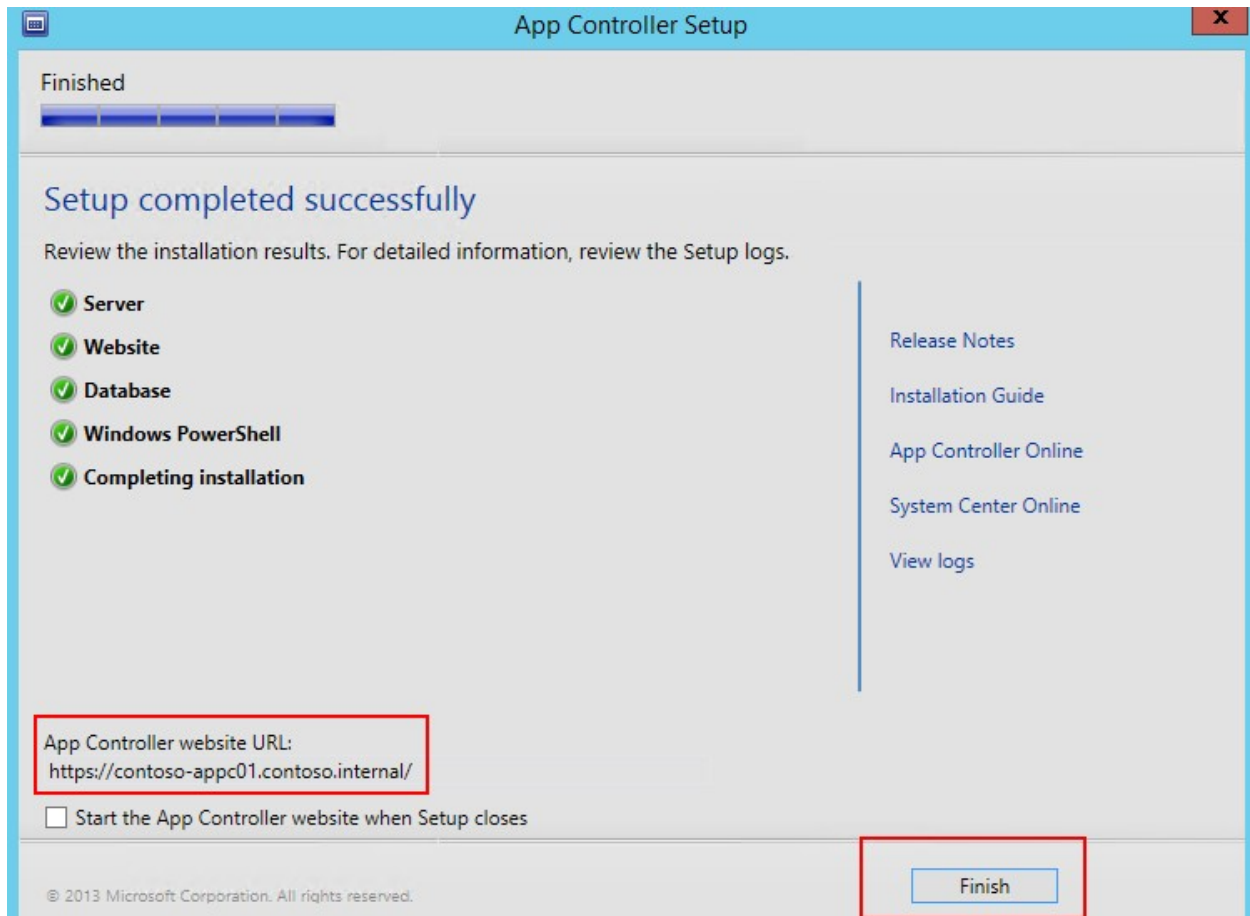 App Controller Setup
x
Finished
Setup completed successfully
Review the installation results. For detailed information, review the Setup logs.
Server
Website
Database
Windows PowerShell
Completing installation
Release Notes
Installation Guide
App Controller Online
System Center Online
View logs
App Controller website URL:
https://contoso-appc01.contoso.internal/
Start the App Controller website when Setup closes
© 2013 Microsoft Corporation. All rights reserved.
Finish